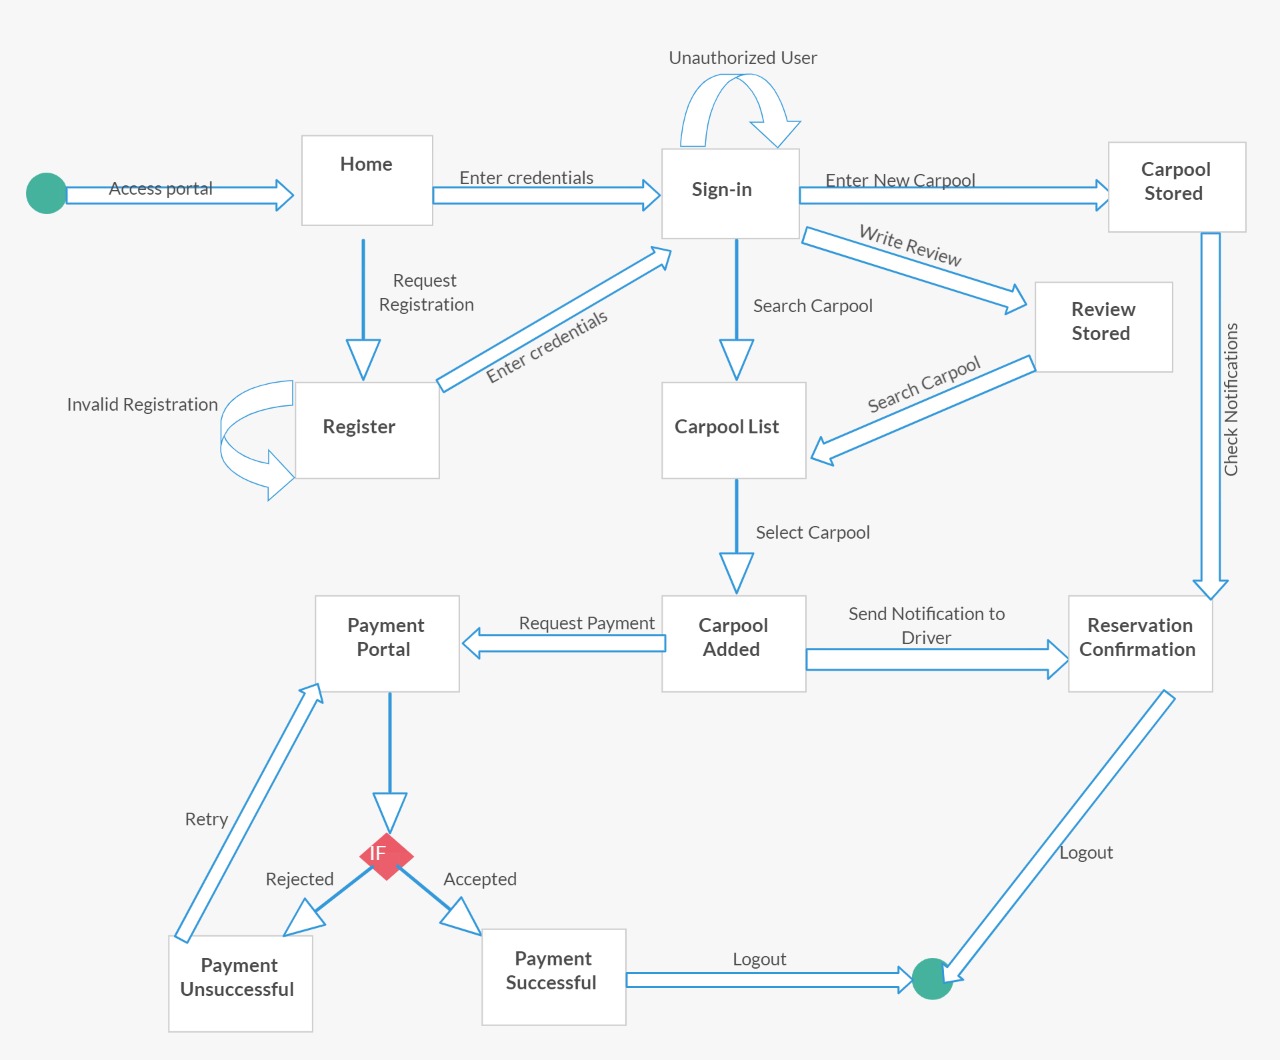 Unauthorized User
Access portal
Home
Enter credentials
Sign-in
Enter New Carpool
Carpool
Stored
Write Review
Request
Registration
Enter credentials
Search Carpool
Review
Stored
Check Notifications
Invalid Registration
Register
Carpool List
Search Carpool
Select Carpool
Payment
Portal
Request Payment
Carpool
Added
Send Notification to
Driver
Reservation
Confirmation
Retry
IF
Rejected
Accepted
Logout
Payment
Unsuccessful
Payment
Successful
Logout